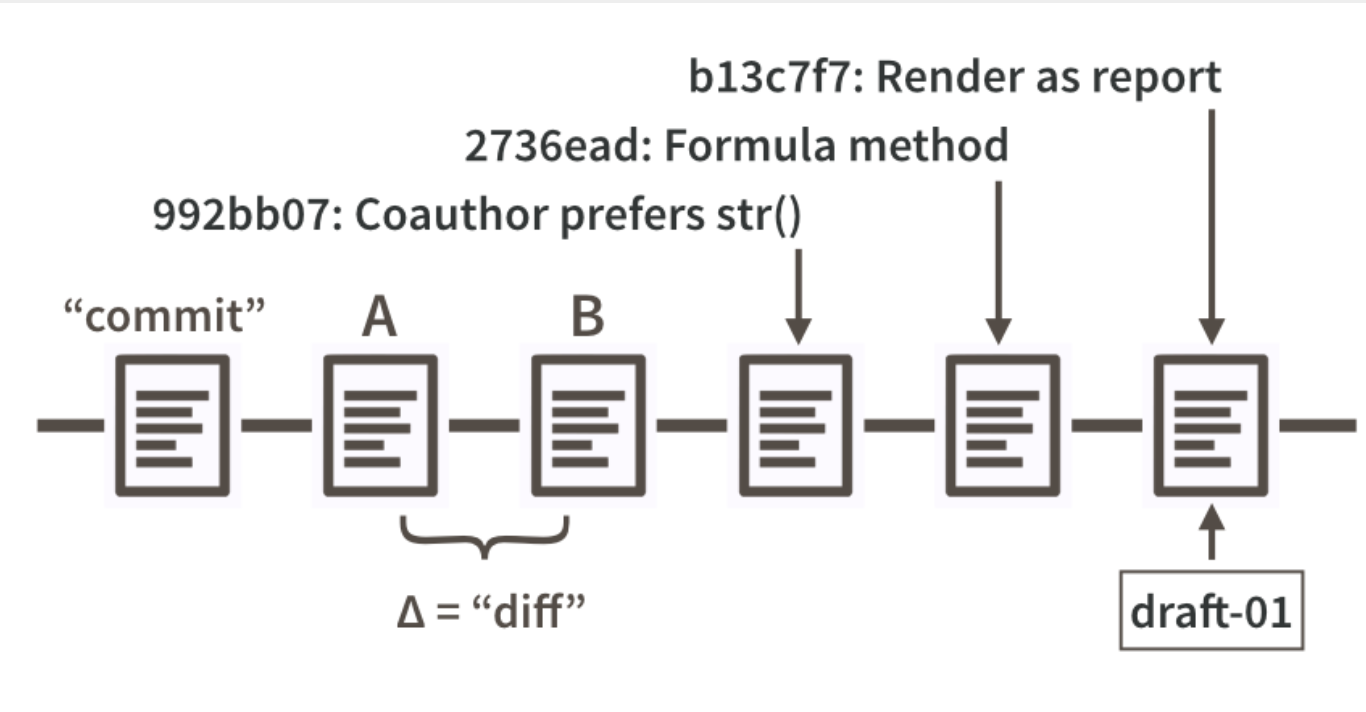 b13c7f7: Render as report
2736ead: Formula method
992bb07: Coauthor prefers str()
“commit”
A
B
Δ = “diff”
draft-01